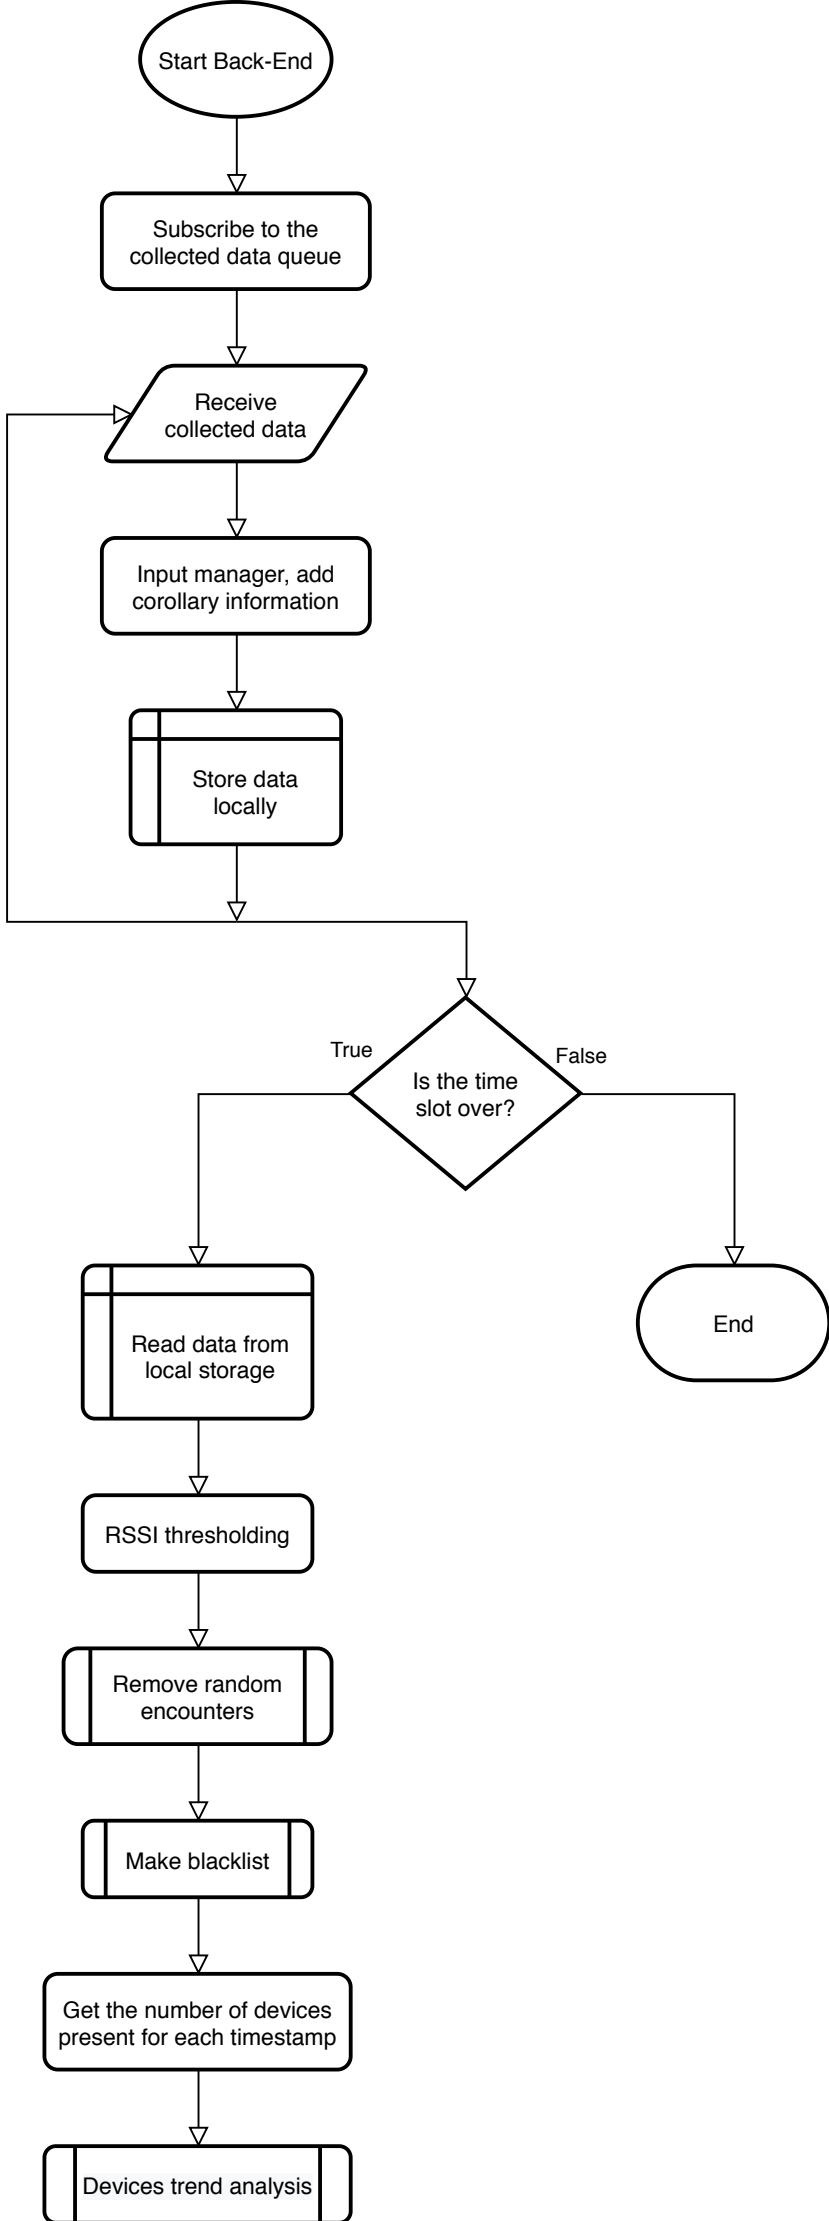 Start Back-End
Subscribe to the
collected data queue
Receive
collected data
Input manager, add
corollary information
Store data
locally
True
False
Is the time
slot over?
Read data from
local storage
End
RSSI thresholding
Remove random
encounters
Make blacklist
Get the number of devices
present for each timestamp
Devices trend analysis